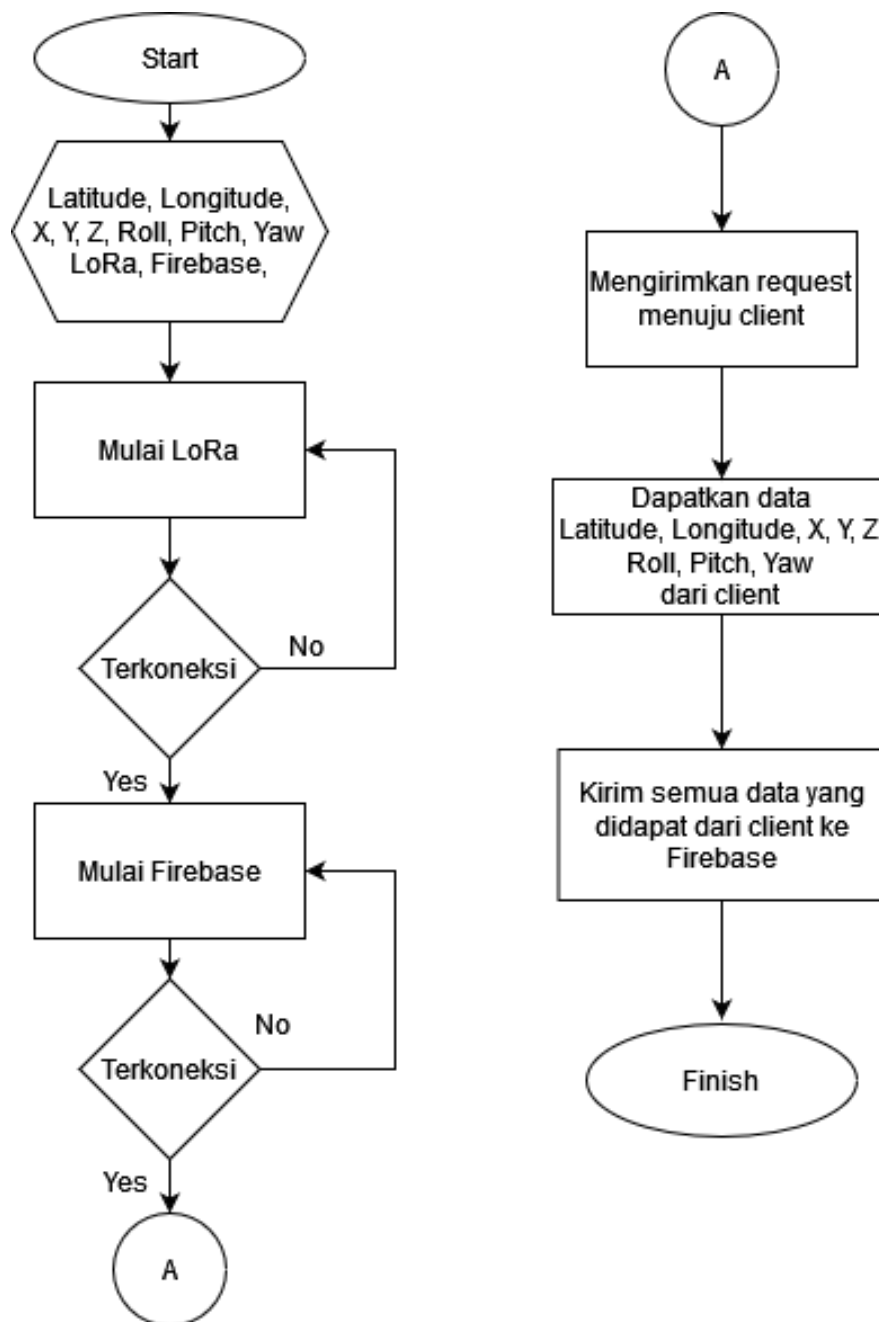 Start
Latitude, Longitude,
X, Y, Z, Roll, Pitch, Yaw
LoRa, Firebase,
Mulai LoRa
Terkoneksi
No
Yes
Mulai Firebase
Terkoneksi
No
Yes
A
A
Mengirimkan request
menuju client
Dapatkan data
Latitude, Longitude, X, Y, Z
Roll, Pitch, Yaw
dari client
Kirim semua data yang
didapat dari client ke
Firebase
Finish